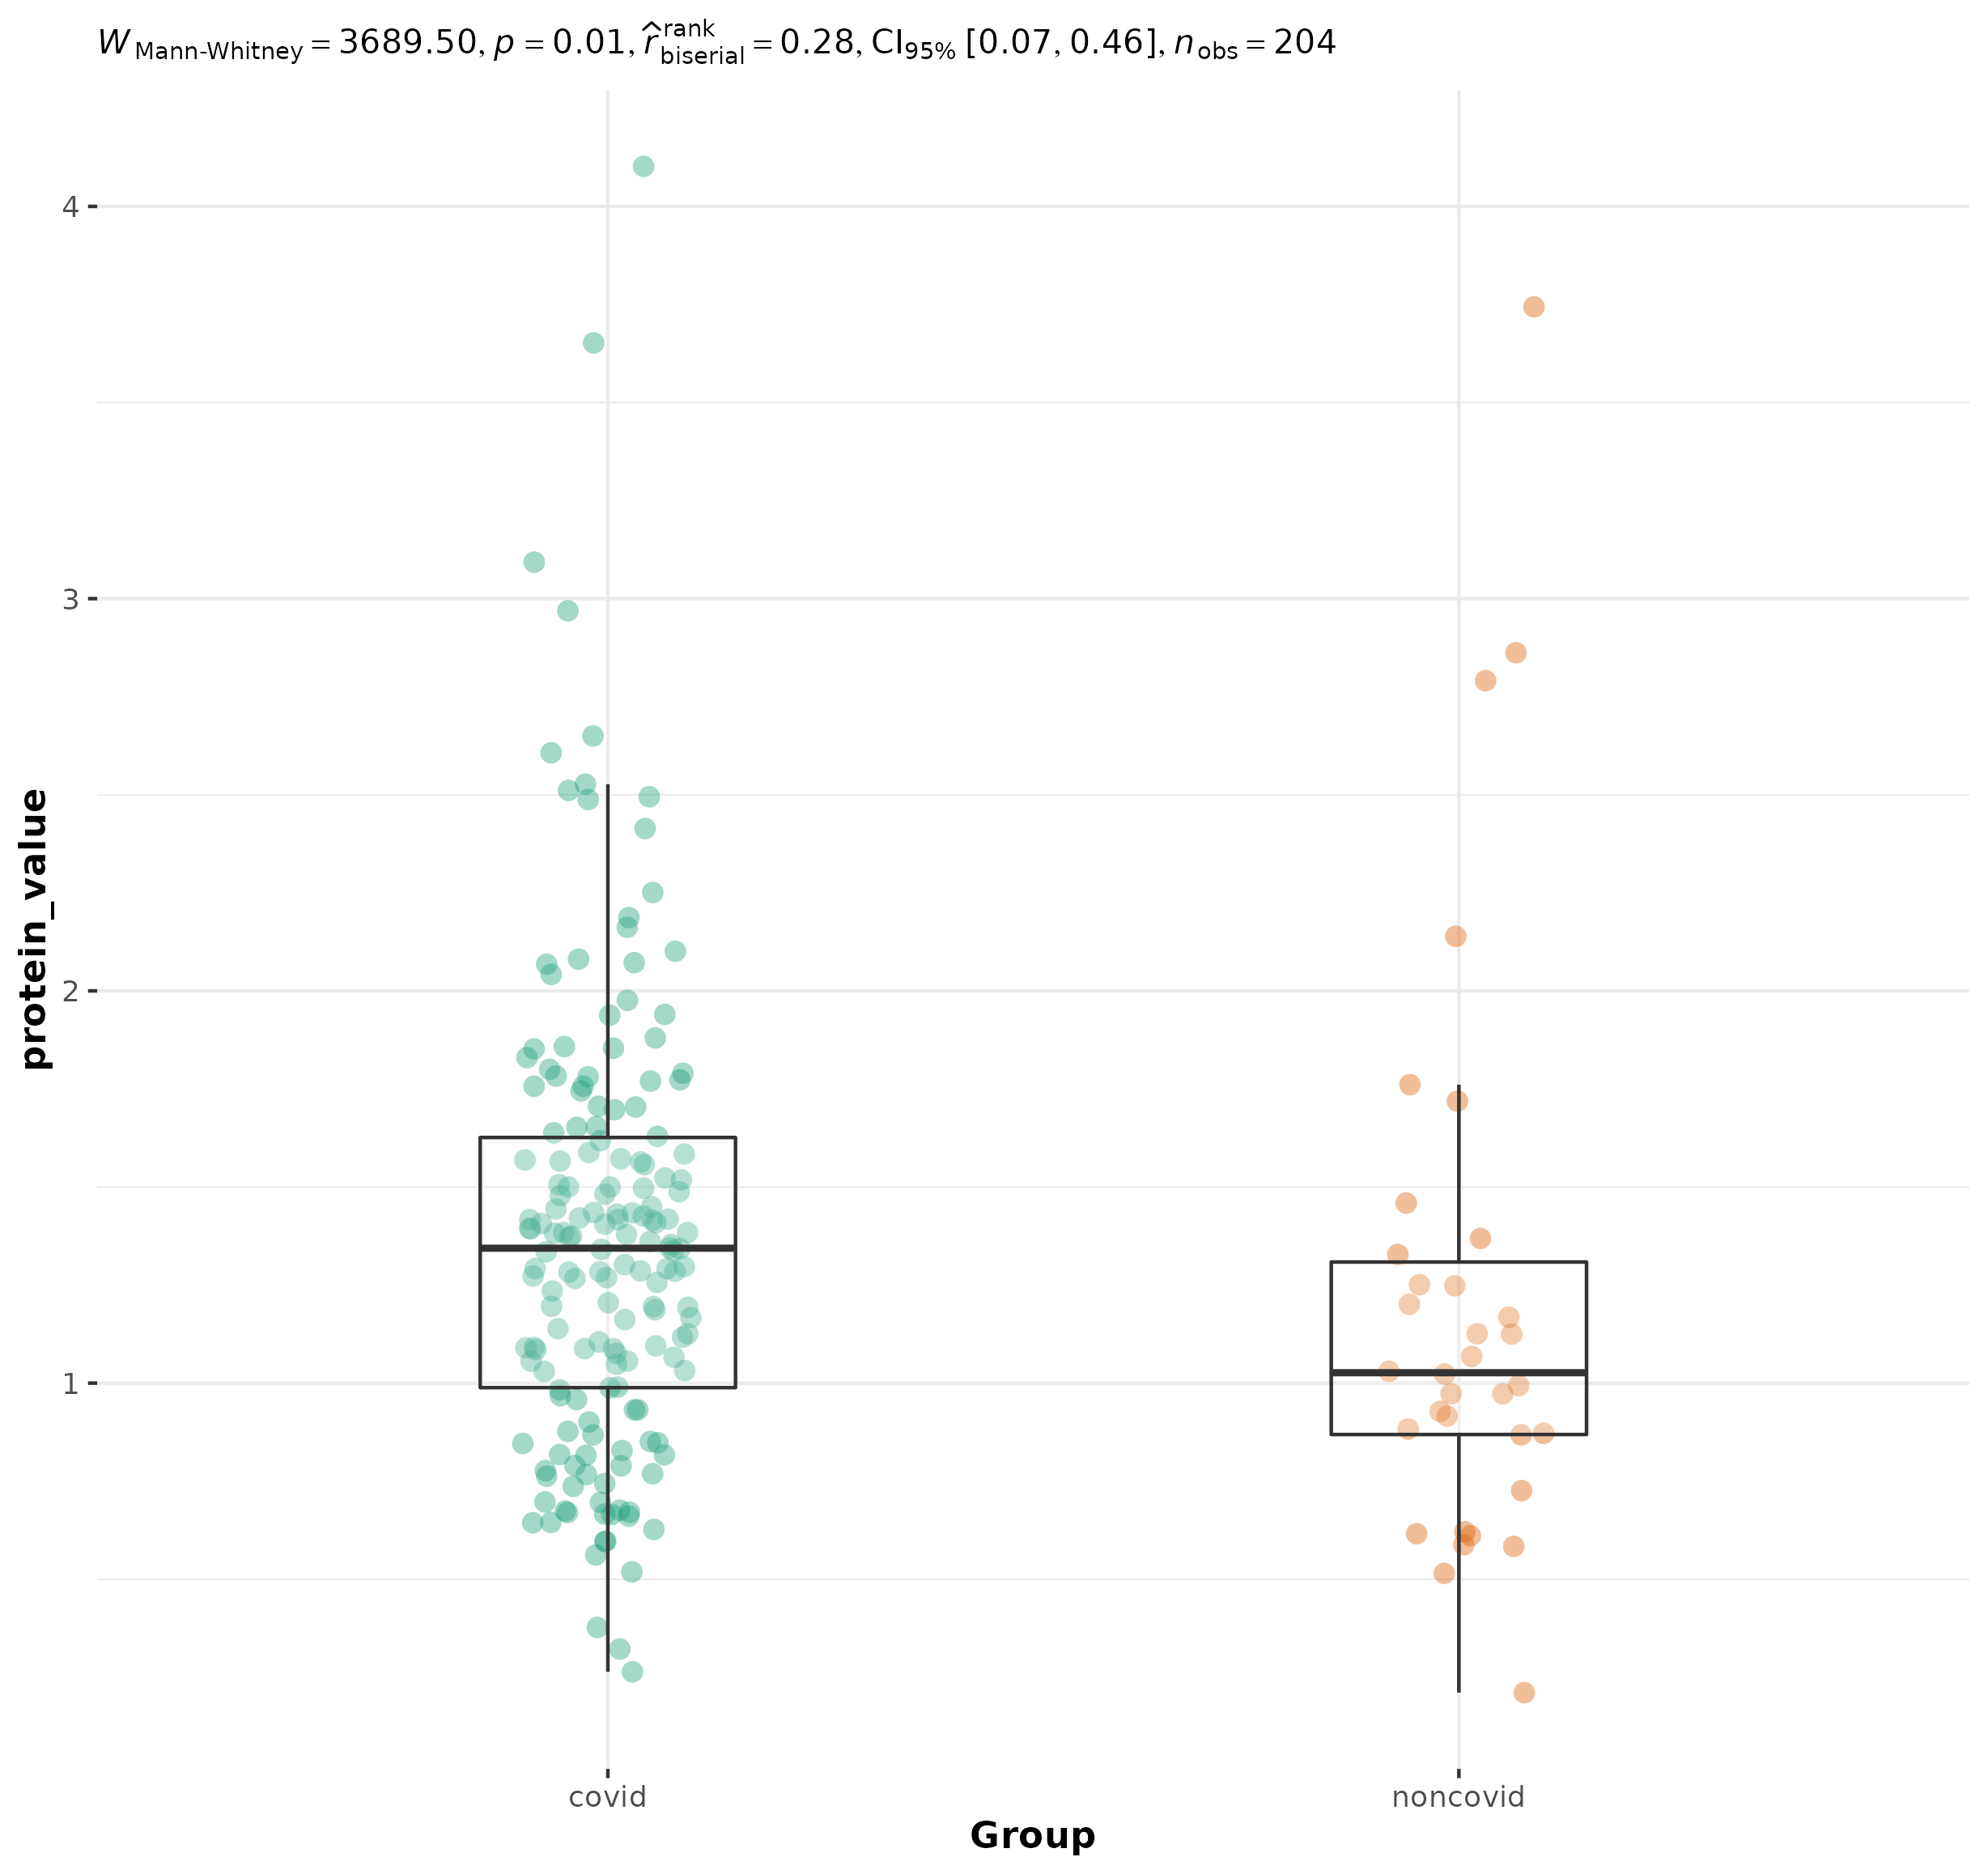 W Mann-Whitney = 3689.50, p = 0.01, r̂ rank biserial = 0.28, CI95% [0.07, 0.46], n obs = 204
4
3
2
1
protein_value
covid noncovid
Group